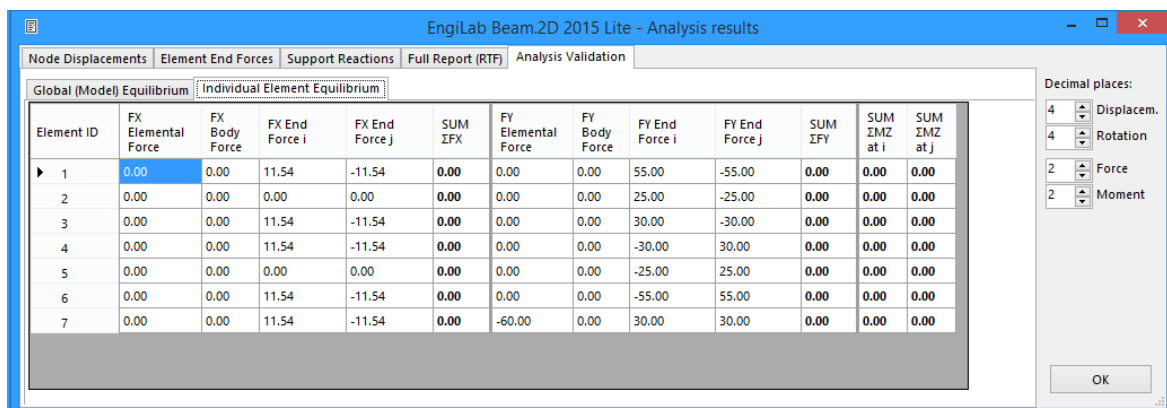 EngiLab Beam.2D 2015 Lite - Analysis results
Node Displacements Element End Forces Support Reactions Full Report (RTF) Analysis Validation
Global (Model) Equilibrium Individual Element Equilibrium
Decimal places:
4 Displacem.
4 Rotation
2 Force
2 Moment
Element ID FX Elemental Force FX Body Force FX End Force i FX End Force j SUM ΣFX FY Elemental Force FY Body Force FY End Force i FY End Force j SUM ΣFY SUM ΣMZ at i SUM ΣMZ at j
1 0.00 0.00 11.54 -11.54 0.00 0.00 0.00 55.00 -55.00 0.00 0.00 0.00
2 0.00 0.00 0.00 0.00 0.00 0.00 0.00 25.00 -25.00 0.00 0.00 0.00
3 0.00 0.00 11.54 -11.54 0.00 0.00 0.00 30.00 -30.00 0.00 0.00 0.00
4 0.00 0.00 11.54 -11.54 0.00 0.00 0.00 -30.00 30.00 0.00 0.00 0.00
5 0.00 0.00 0.00 0.00 0.00 0.00 0.00 -25.00 25.00 0.00 0.00 0.00
6 0.00 0.00 11.54 -11.54 0.00 0.00 0.00 -55.00 55.00 0.00 0.00 0.00
7 0.00 0.00 11.54 -11.54 0.00 -60.00 0.00 30.00 30.00 0.00 0.00 0.00
OK